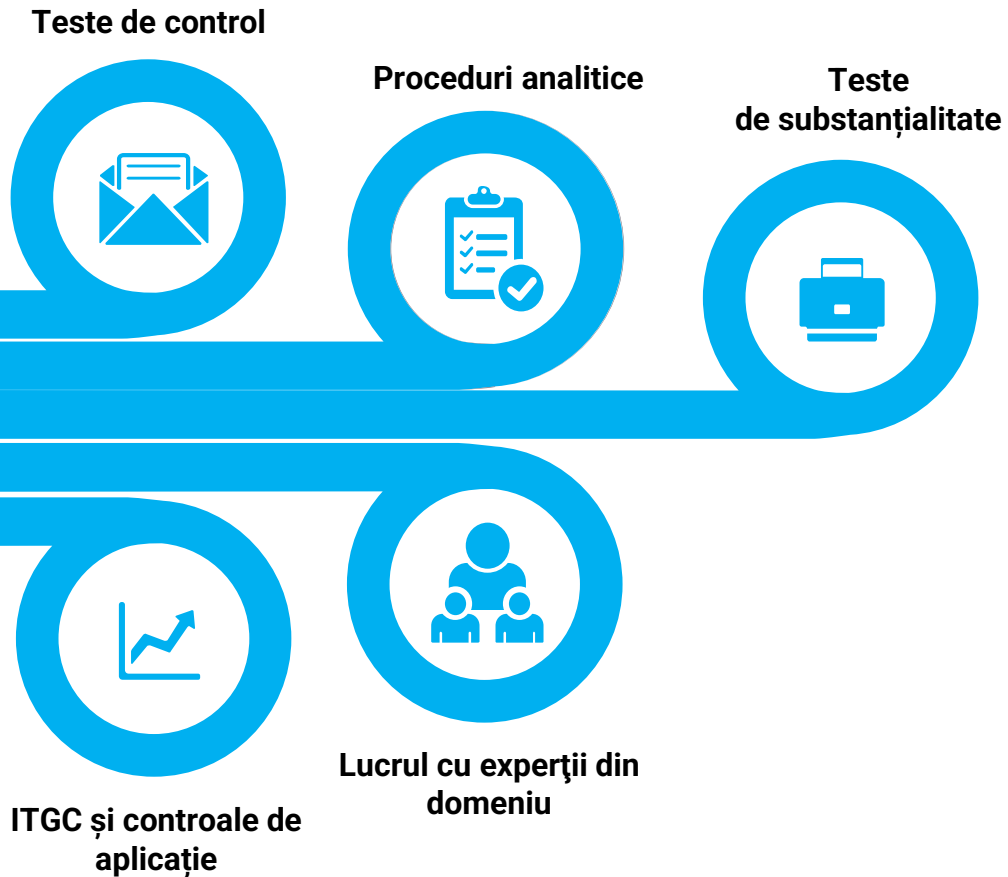 Teste de control
Proceduri analitice
Teste
de substanțialitate
Lucrul cu experţii din
domeniu
ITGC și controale de
aplicație